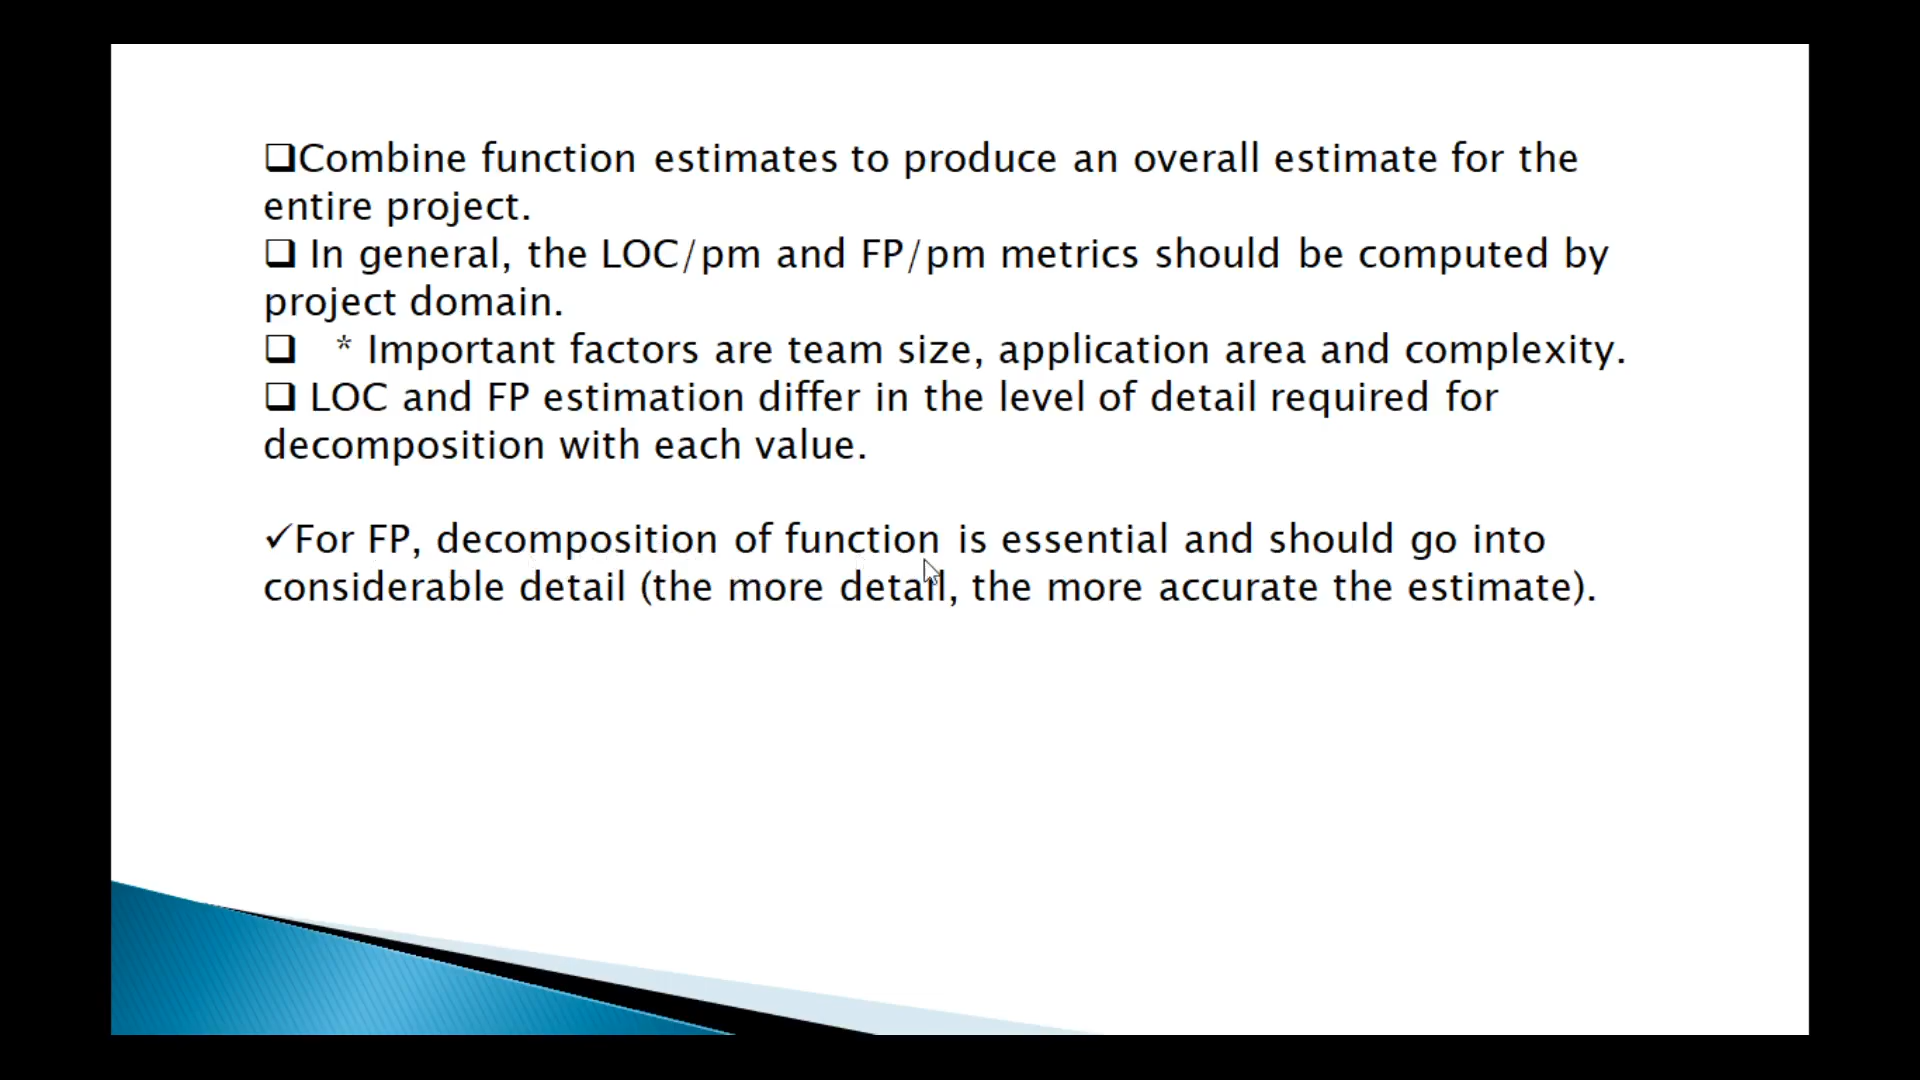 ❑Combine function estimates to produce an overall estimate for the
entire project.
❑ In general, the LOC/pm and FP/pm metrics should be computed by
project domain.
❑ * Important factors are team size, application area and complexity.
❑ LOC and FP estimation differ in the level of detail required for
decomposition with each value.
✓For FP, decomposition of function is essential and should go into
considerable detail (the more detail, the more accurate the estimate).